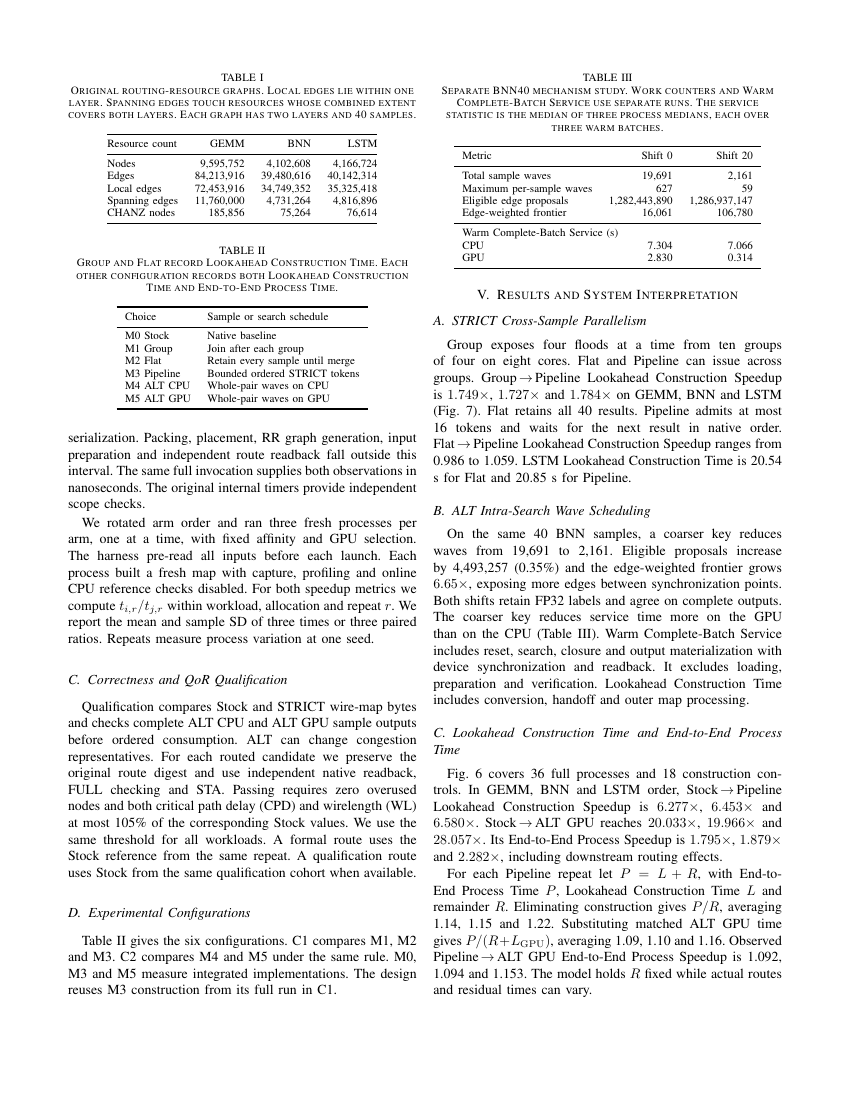 TABLE I
ORIGINAL ROUTING-RESOURCE GRAPHS. LOCAL EDGES LIE WITHIN ONE
LAYER. SPANNING EDGES TOUCH RESOURCES WHOSE COMBINED EXTENT
COVERS BOTH LAYERS. EACH GRAPH HAS TWO LAYERS AND 40 SAMPLES.
Resource count GEMM BNN LSTM
Nodes 9,595,752 4,102,608 4,166,724
Edges 84,213,916 39,480,616 40,142,314
Local edges 72,453,916 34,749,352 35,325,418
Spanning edges 11,760,000 4,731,264 4,816,896
CHANZ nodes 185,856 75,264 76,614
TABLE II
GROUP AND FLAT RECORD LOOKAHEAD CONSTRUCTION TIME. EACH
OTHER CONFIGURATION RECORDS BOTH LOOKAHEAD CONSTRUCTION
TIME AND END-TO-END PROCESS TIME.
Choice Sample or search schedule
M0 Stock Native baseline
M1 Group Join after each group
M2 Flat Retain every sample until merge
M3 Pipeline Bounded ordered STRICT tokens
M4 ALT CPU Whole-pair waves on CPU
M5 ALT GPU Whole-pair waves on GPU
serialization. Packing, placement, RR graph generation, input
preparation and independent route readback fall outside this
interval. The same full invocation supplies both observations in
nanoseconds. The original internal timers provide independent
scope checks.
We rotated arm order and ran three fresh processes per
arm, one at a time, with fixed affinity and GPU selection.
The harness pre-read all inputs before each launch. Each
process built a fresh map with capture, profiling and online
CPU reference checks disabled. For both speedup metrics we
compute t_{i,r}/t_{j,r} within workload, allocation and repeat r. We
report the mean and sample SD of three times or three paired
ratios. Repeats measure process variation at one seed.
C. Correctness and QoR Qualification
Qualification compares Stock and STRICT wire-map bytes
and checks complete ALT CPU and ALT GPU sample outputs
before ordered consumption. ALT can change congestion
representatives. For each routed candidate we preserve the
original route digest and use independent native readback,
FULL checking and STA. Passing requires zero overused
nodes and both critical path delay (CPD) and wirelength (WL)
at most 105% of the corresponding Stock values. We use the
same threshold for all workloads. A formal route uses the
Stock reference from the same repeat. A qualification route
uses Stock from the same qualification cohort when available.
D. Experimental Configurations
Table II gives the six configurations. C1 compares M1, M2
and M3. C2 compares M4 and M5 under the same rule. M0,
M3 and M5 measure integrated implementations. The design
reuses M3 construction from its full run in C1.
TABLE III
SEPARATE BNN40 MECHANISM STUDY. WORK COUNTERS AND WARM
COMPLETE-BATCH SERVICE USE SEPARATE RUNS. THE SERVICE
STATISTIC IS THE MEDIAN OF THREE PROCESS MEDIANS, EACH OVER
THREE WARM BATCHES.
Metric Shift 0 Shift 20
Total sample waves 19,691 2,161
Maximum per-sample waves 627 59
Eligible edge proposals 1,282,443,890 1,286,937,147
Edge-weighted frontier 16,061 106,780
Warm Complete-Batch Service (s)
CPU 7.304 7.066
GPU 2.830 0.314
V. RESULTS AND SYSTEM INTERPRETATION
A. STRICT Cross-Sample Parallelism
Group exposes four floods at a time from ten groups
of four on eight cores. Flat and Pipeline can issue across
groups. Group→Pipeline Lookahead Construction Speedup
is 1.749×, 1.727× and 1.784× on GEMM, BNN and LSTM
(Fig. 7). Flat retains all 40 results. Pipeline admits at most
16 tokens and waits for the next result in native order.
Flat→Pipeline Lookahead Construction Speedup ranges from
0.986 to 1.059. LSTM Lookahead Construction Time is 20.54
s for Flat and 20.85 s for Pipeline.
B. ALT Intra-Search Wave Scheduling
On the same 40 BNN samples, a coarser key reduces
waves from 19,691 to 2,161. Eligible proposals increase
by 4,493,257 (0.35%) and the edge-weighted frontier grows
6.65×, exposing more edges between synchronization points.
Both shifts retain FP32 labels and agree on complete outputs.
The coarser key reduces service time more on the GPU
than on the CPU (Table III). Warm Complete-Batch Service
includes reset, search, closure and output materialization with
device synchronization and readback. It excludes loading,
preparation and verification. Lookahead Construction Time
includes conversion, handoff and outer map processing.
C. Lookahead Construction Time and End-to-End Process
Time
Fig. 6 covers 36 full processes and 18 construction con-
trols. In GEMM, BNN and LSTM order, Stock→Pipeline
Lookahead Construction Speedup is 6.277×, 6.453× and
6.580×. Stock→ALT GPU reaches 20.033×, 19.966× and
28.057×. Its End-to-End Process Speedup is 1.795×, 1.879×
and 2.282×, including downstream routing effects.
For each Pipeline repeat let P = L + R, with End-to-
End Process Time P, Lookahead Construction Time L and
remainder R. Eliminating construction gives P/R, averaging
1.14, 1.15 and 1.22. Substituting matched ALT GPU time
gives P/(R+L_{GPU}), averaging 1.09, 1.10 and 1.16. Observed
Pipeline→ALT GPU End-to-End Process Speedup is 1.092,
1.094 and 1.153. The model holds R fixed while actual routes
and residual times can vary.